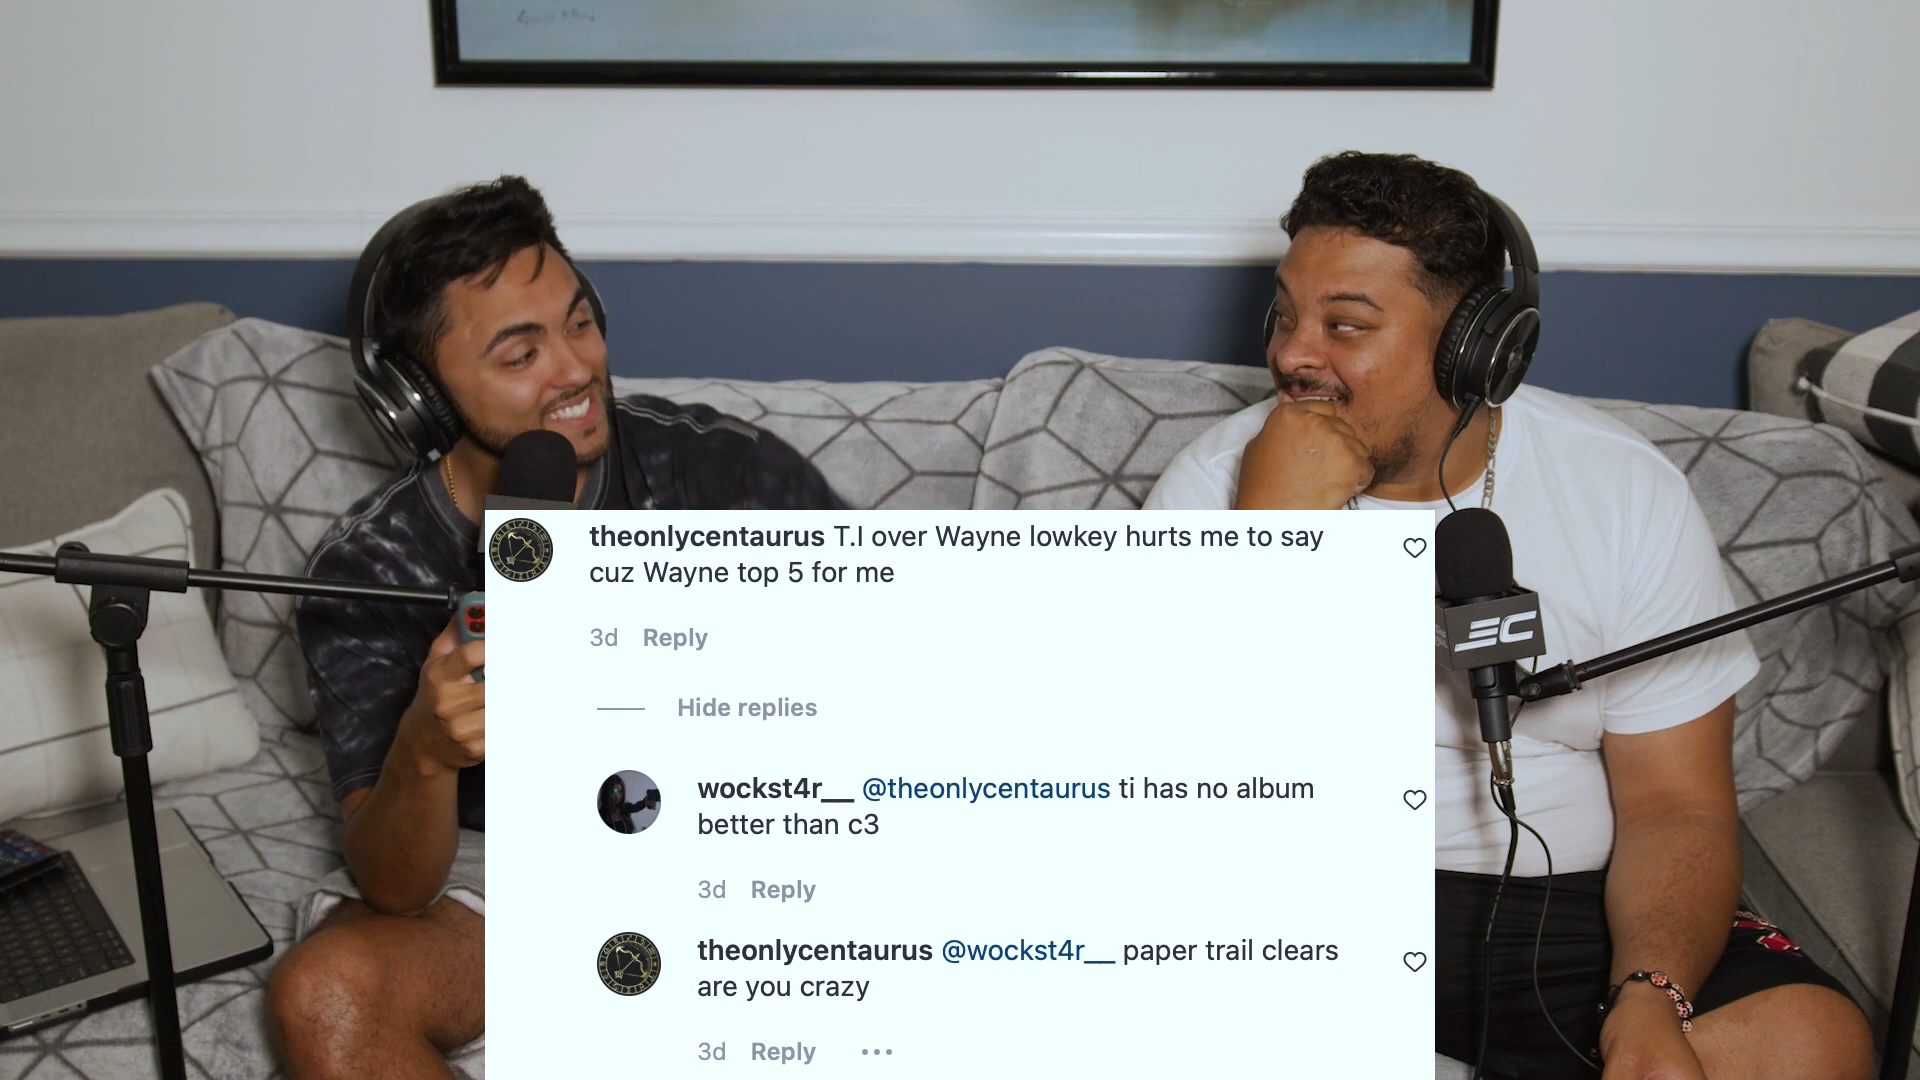 theonlycentaurus T.I over Wayne lowkey hurts me to say
cuz Wayne top 5 for me
3d Reply
Hide replies
wockst4r__ @theonlycentaurus ti has no album
better than c3
3d Reply
theonlycentaurus @wockst4r__ paper trail clears
are you crazy
3d Reply •••
EC